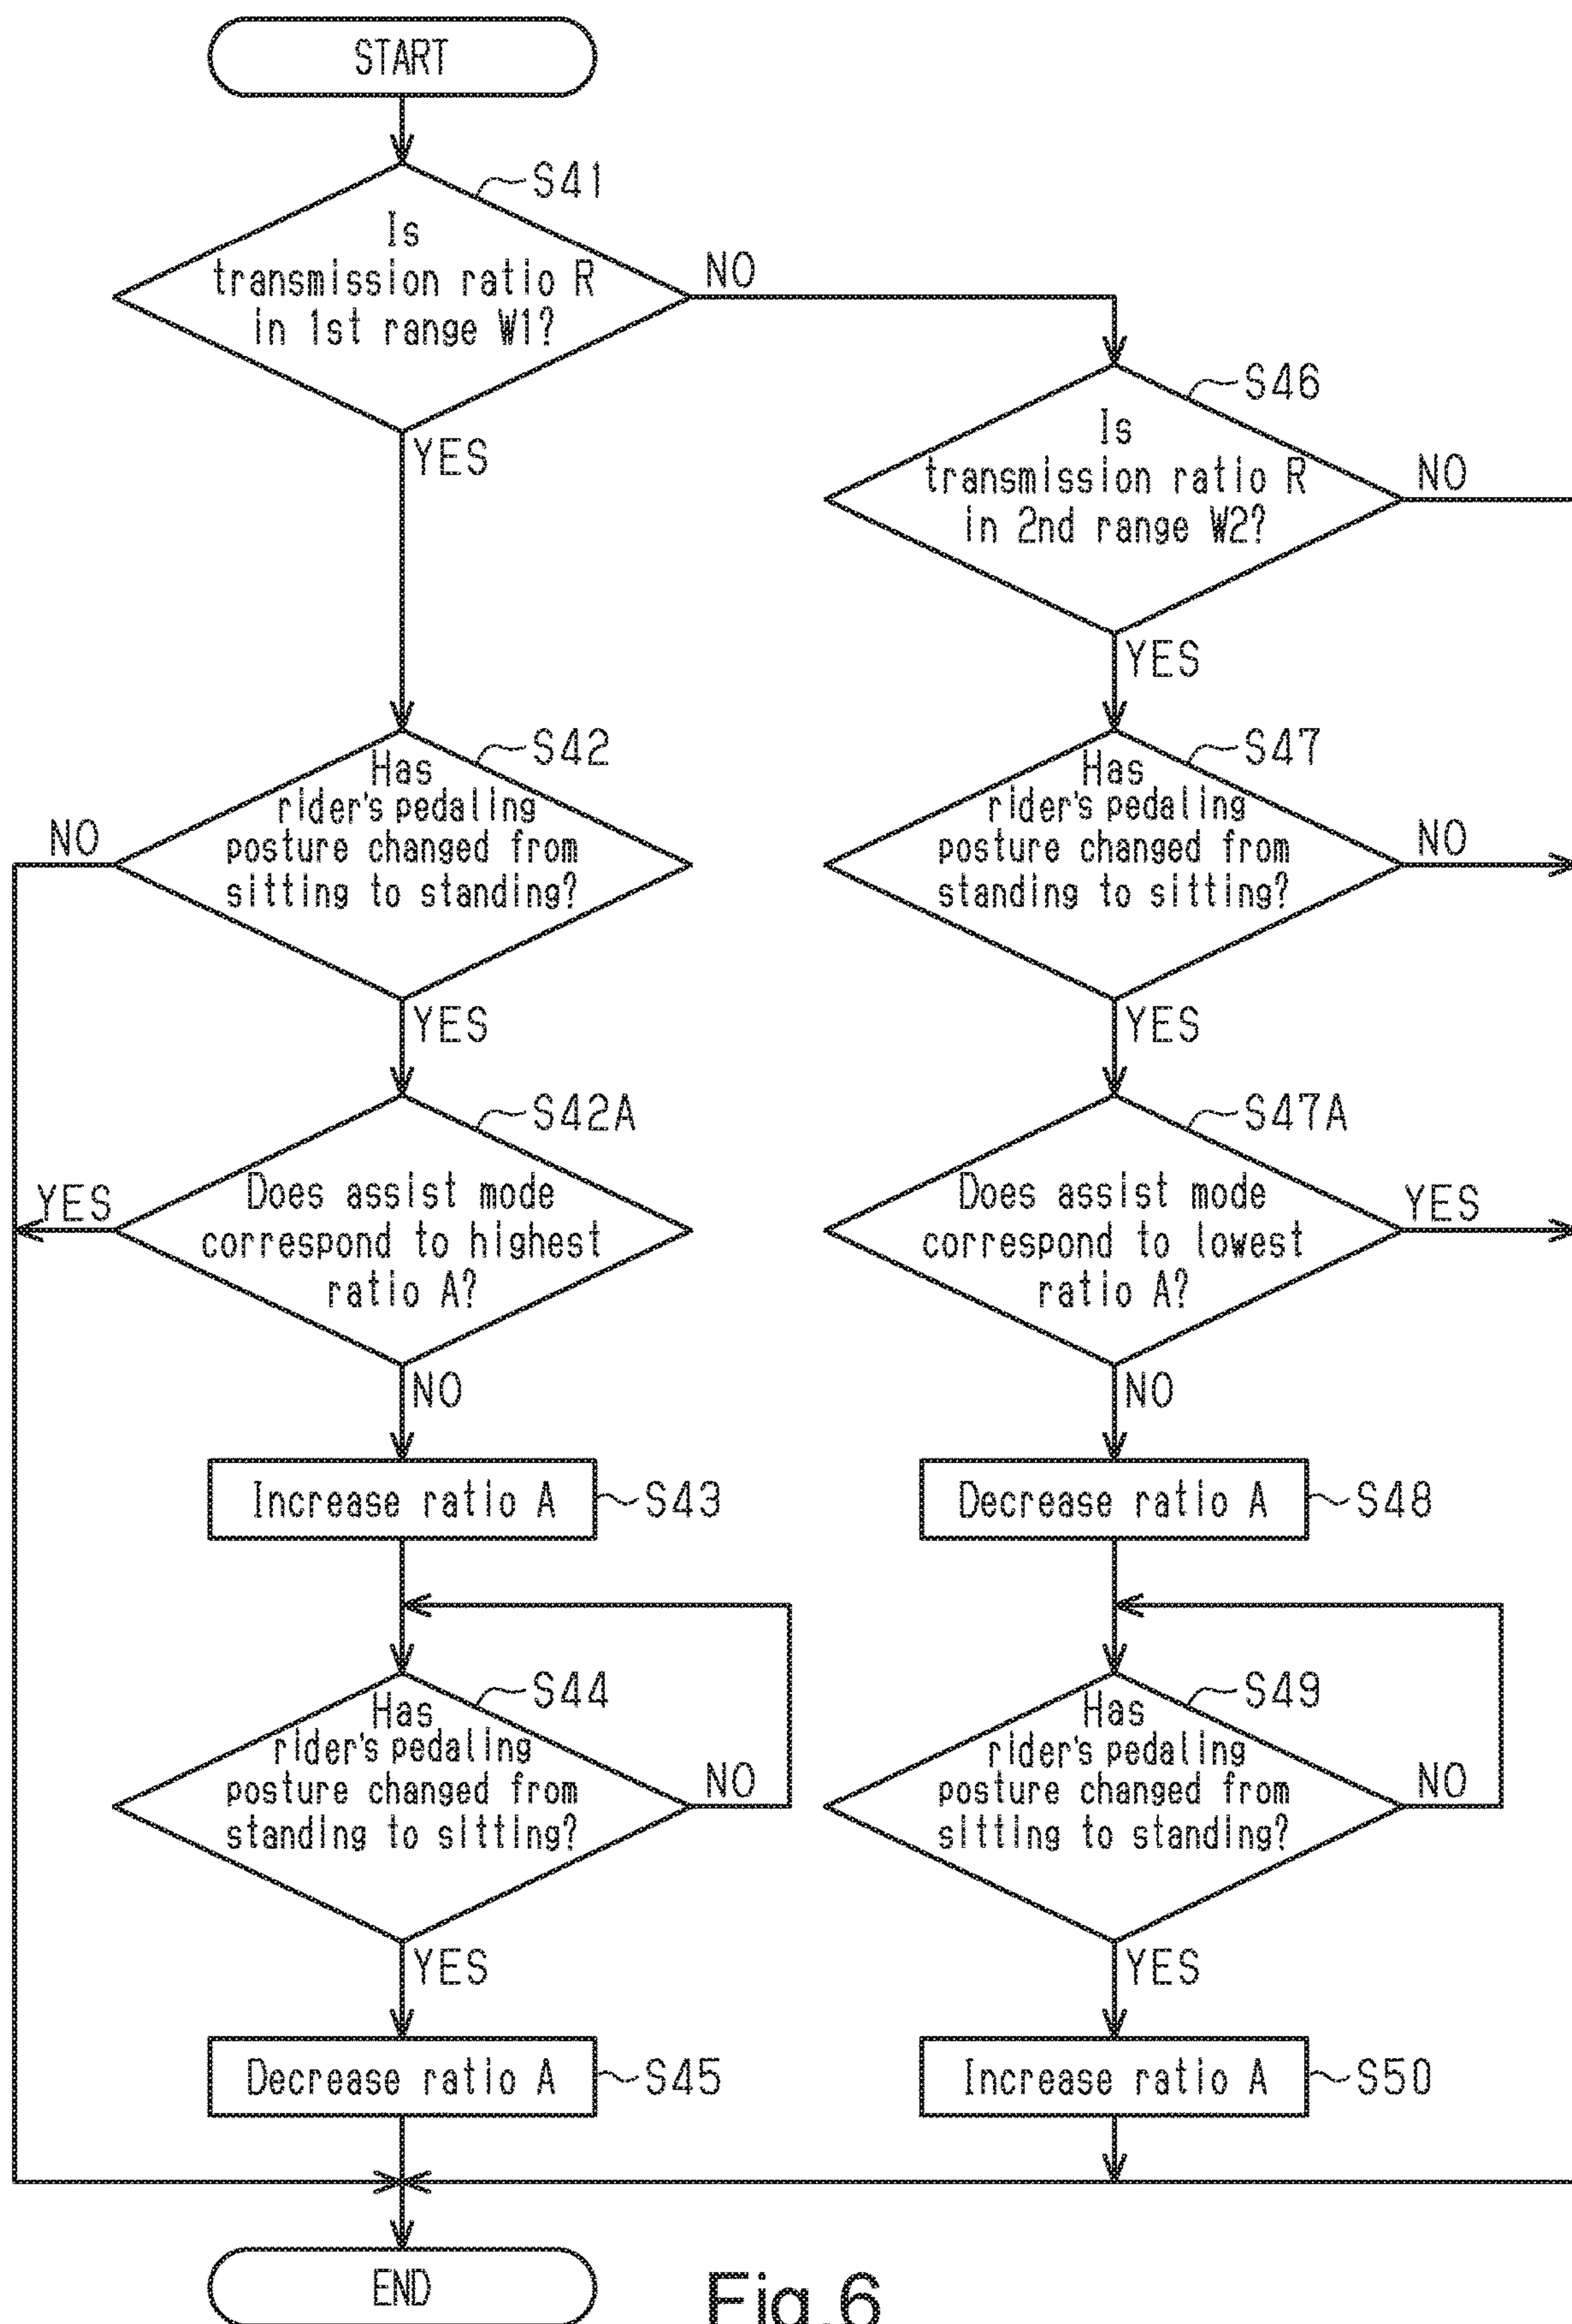 START
S41
Is
transmission ratio R
in 1st range W1?
NO
YES
S46
Is
transmission ratio R
in 2nd range W2?
NO
YES
S42
Has
rider's pedaling
posture changed from
sitting to standing?
NO
YES
S47
Has
rider's pedaling
posture changed from
standing to sitting?
NO
YES
S42A
Does assist mode
correspond to highest
ratio A?
YES
NO
S47A
Does assist mode
correspond to lowest
ratio A?
YES
NO
Increase ratio A
S43
Decrease ratio A
S48
S44
Has
rider's pedaling
posture changed from
standing to sitting?
NO
YES
S49
Has
rider's pedaling
posture changed from
sitting to standing?
NO
YES
Decrease ratio A
S45
Increase ratio A
S50
END
Fig.6